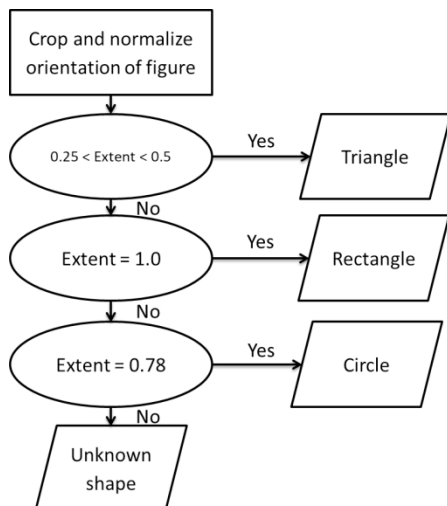 Crop and normalize
orientation of figure
0.25 < Extent < 0.5
Yes
Triangle
No
Extent = 1.0
Yes
Rectangle
No
Extent = 0.78
Yes
Circle
No
Unknown
shape